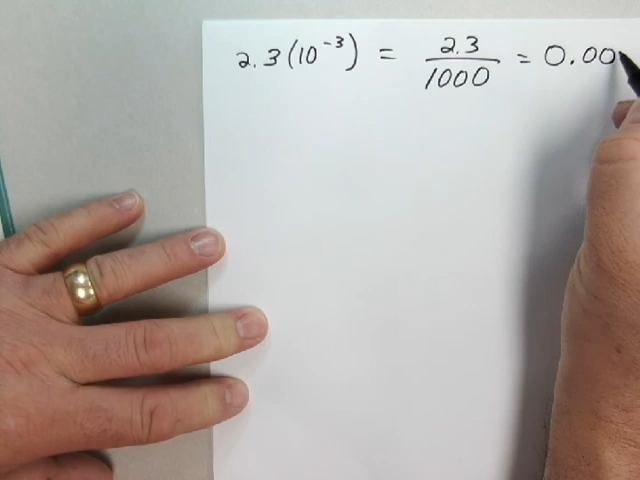 2.3(10⁻³) = 2.3/1000 = 0.00